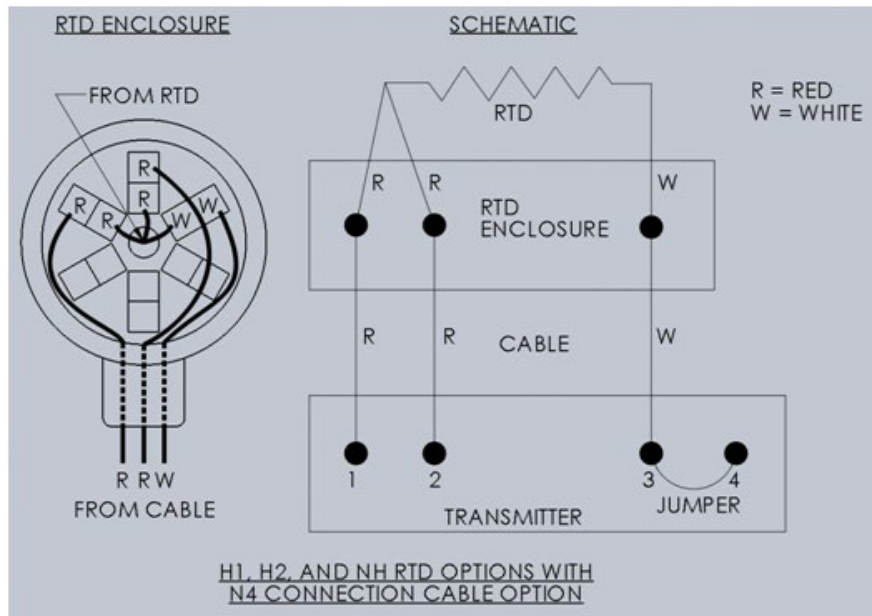 RTD ENCLOSURE
SCHEMATIC
FROM RTD
RTD
R = RED
W = WHITE
R
R
R
R
W
W
R
R
W
RTD
ENCLOSURE
R
R
CABLE
W
1
2
3
4
JUMPER
TRANSMITTER
R R W
FROM CABLE
H1, H2, AND NH RTD OPTIONS WITH
N4 CONNECTION CABLE OPTION